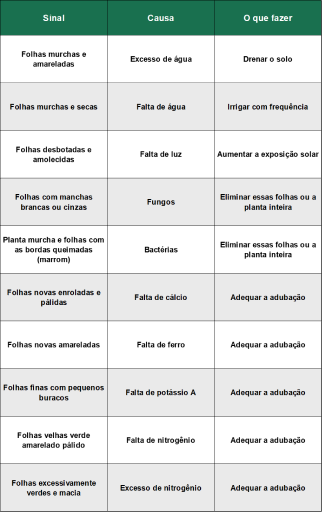 Sinal Causa O que fazer
Folhas murchas e
amareladas
Excesso de água
Drenar o solo
Folhas murchas e secas
Falta de água
Irrigar com frequência
Folhas desbotadas e
amolecidas
Falta de luz
Aumentar a exposição solar
Folhas com manchas
brancas ou cinzas
Fungos
Eliminar essas folhas ou a
planta inteira
Planta murcha e folhas com
as bordas queimadas
(marrom)
Bactérias
Eliminar essas folhas ou a
planta inteira
Folhas novas enroladas e
pálidas
Falta de cálcio
Adequar a adubação
Folhas novas amareladas
Falta de ferro
Adequar a adubação
Folhas finas com pequenos
buracos
Falta de potássio A
Adequar a adubação
Folhas velhas verde
amarelado pálido
Falta de nitrogênio
Adequar a adubação
Folhas excessivamente
verdes e macia
Excesso de nitrogênio
Adequar a adubação